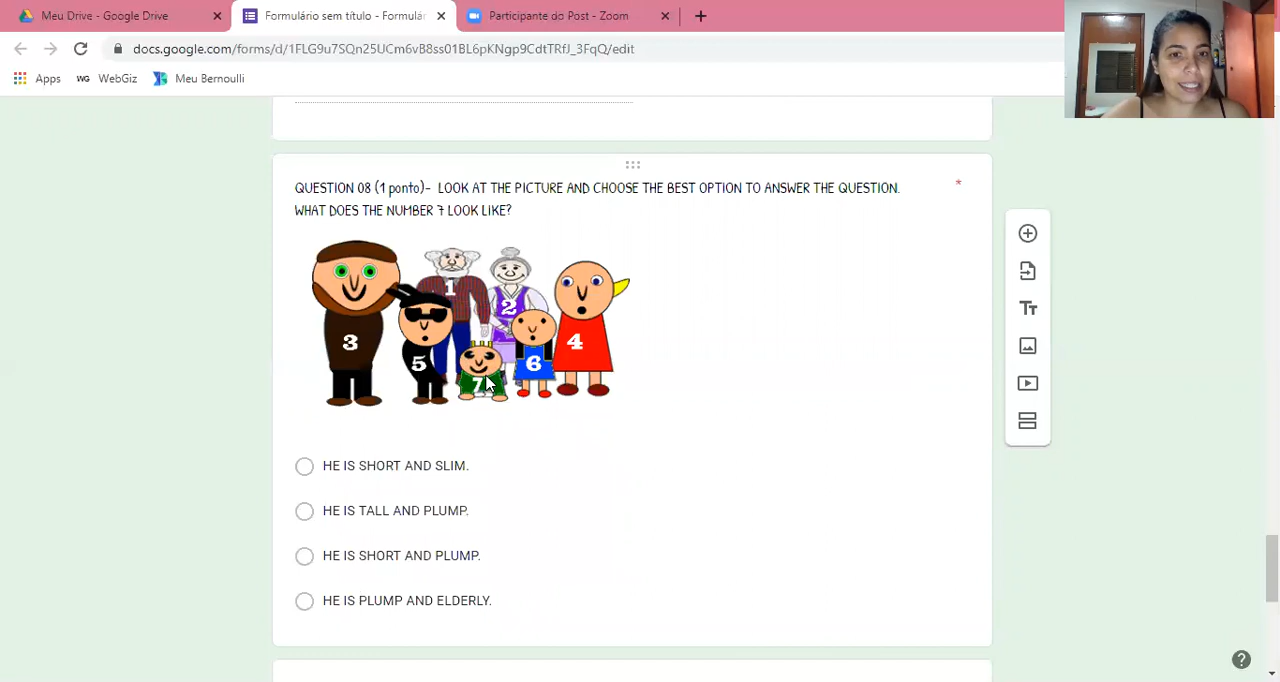 Meu Drive - Google Drive
Formulário sem título - Formulár
Participante do Post - Zoom
docs.google.com/forms/d/1FLG9u7SQn25UCm6vB8ss01BL6pKNgp9CdtTRfJ_3FqQ/edit
Apps
WG WebGiz
Meu Bernoulli
QUESTION 08 (1 ponto)- LOOK AT THE PICTURE AND CHOOSE THE BEST OPTION TO ANSWER THE QUESTION. *
WHAT DOES THE NUMBER 7 LOOK LIKE?
1
2
3
4
5
6
7
Tт
HE IS SHORT AND SLIM.
HE IS TALL AND PLUMP.
HE IS SHORT AND PLUMP.
HE IS PLUMP AND ELDERLY.
?